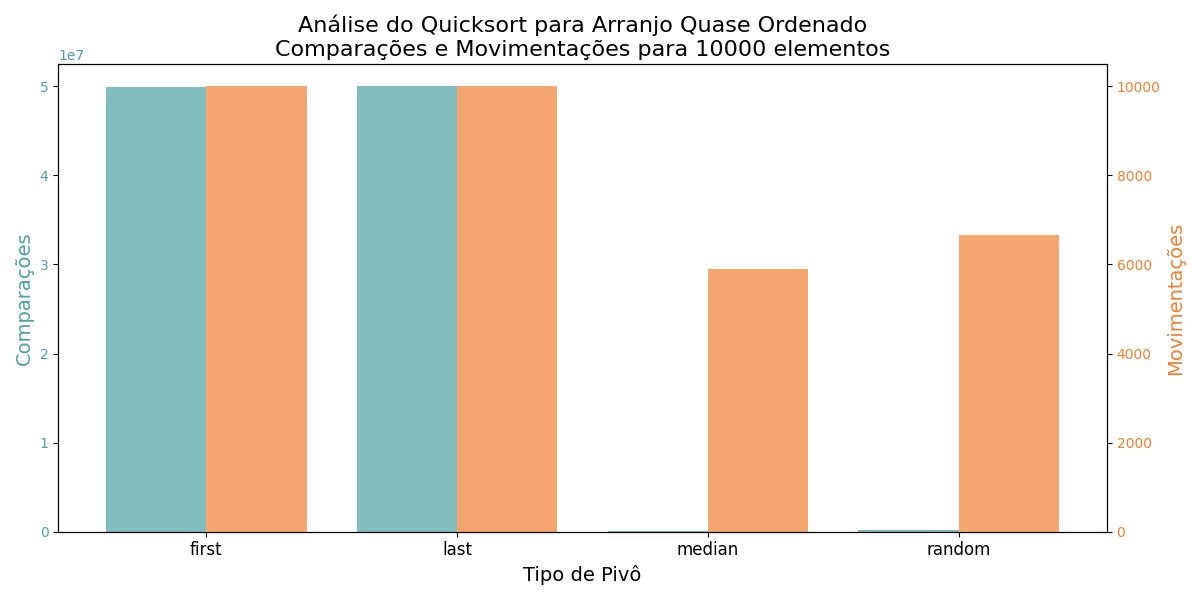 Análise do Quicksort para Arranjo Quase Ordenado
Comparações e Movimentações para 10000 elementos
1e7
5
4
3
2
1
0
Comparações
10000
8000
6000
4000
2000
0
Movimentações
first
last
median
random
Tipo de Pivô